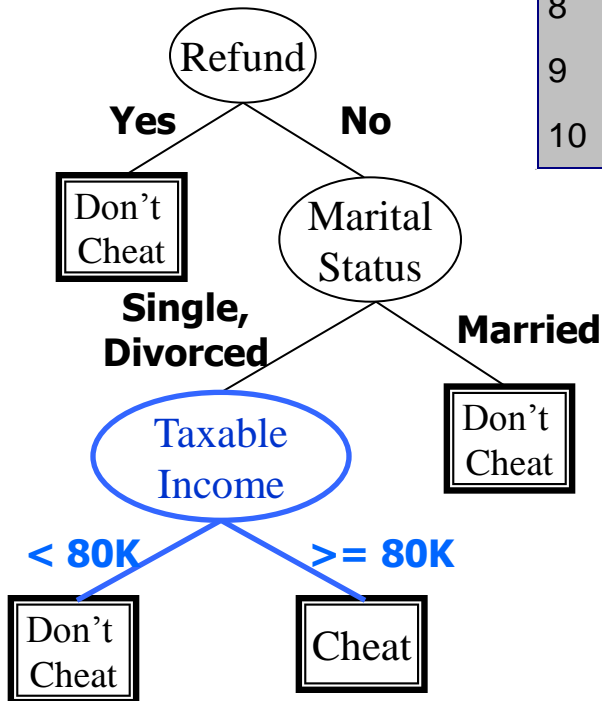 8
9
10
Refund
Yes
No
Don't
Cheat
Marital
Status
Single,
Divorced
Married
Taxable
Income
Don't
Cheat
< 80K
>= 80K
Don't
Cheat
Cheat